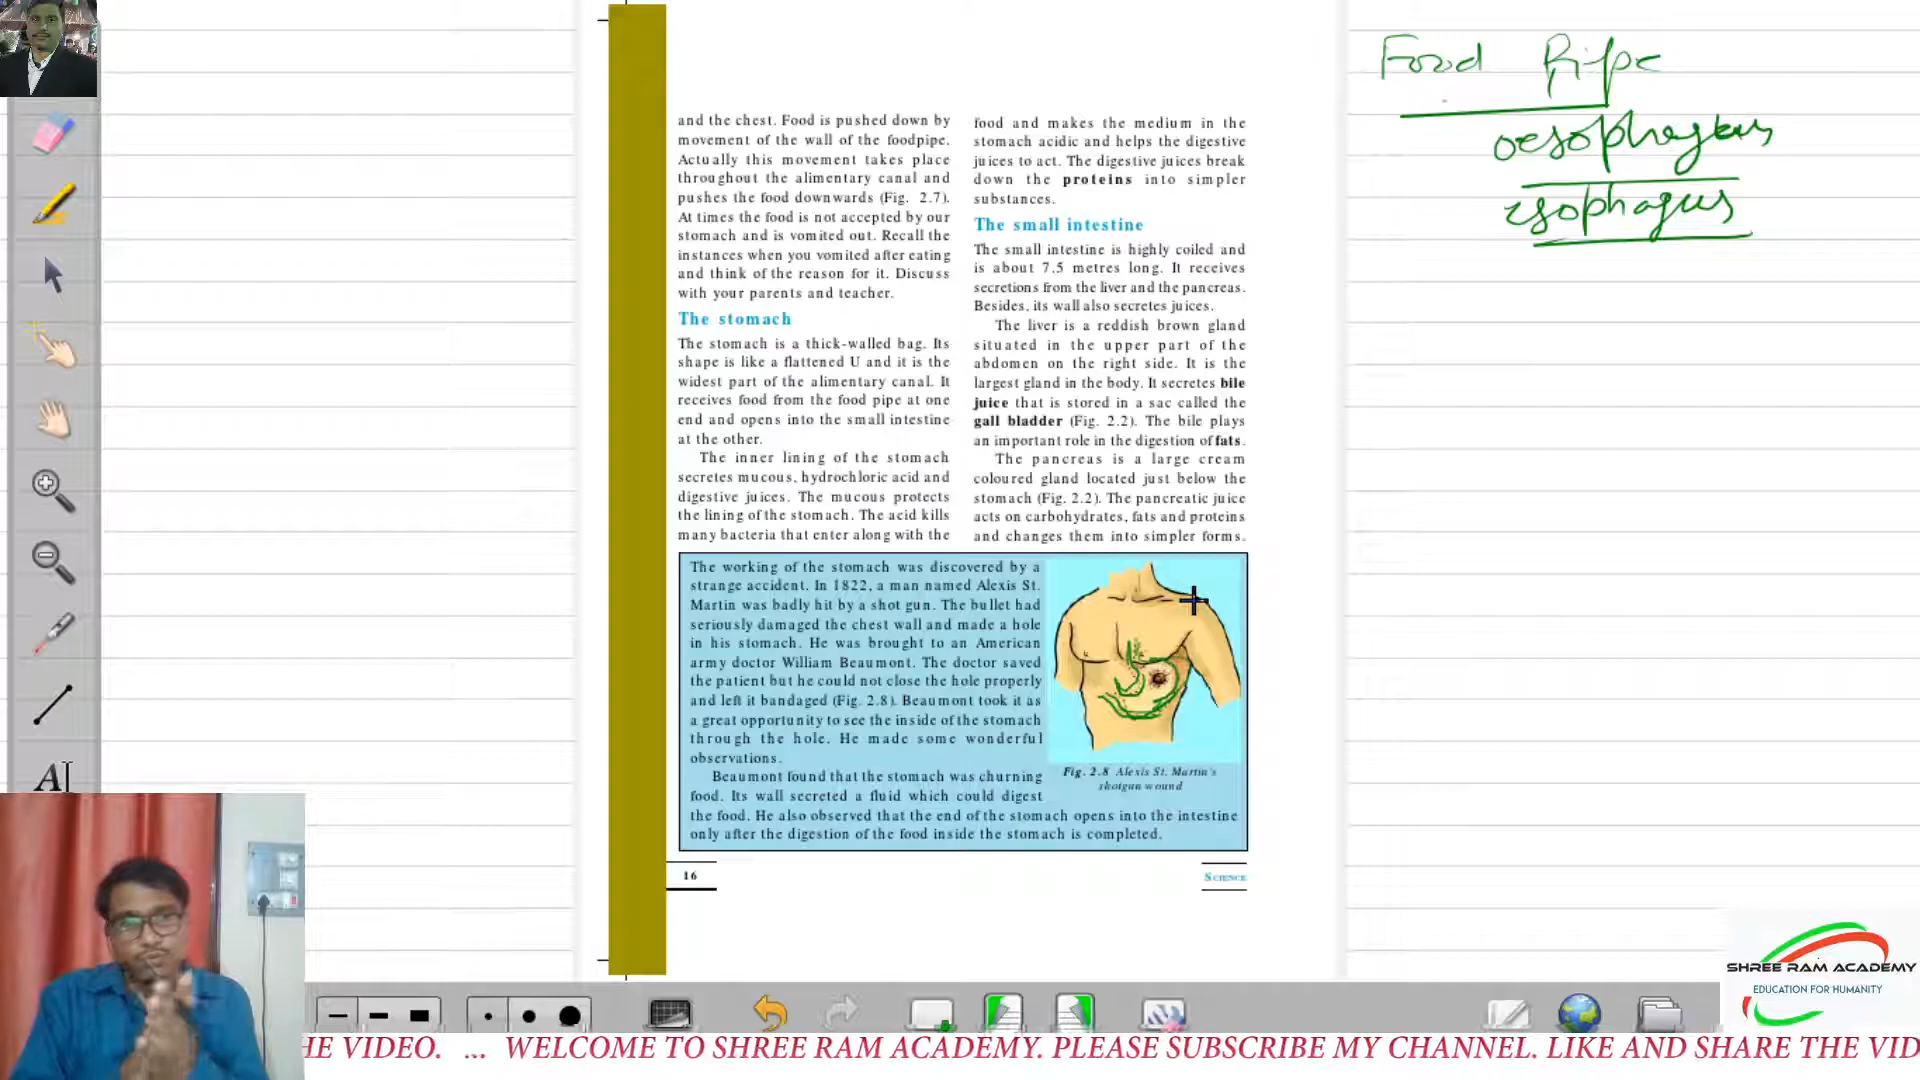 Food Pipe
oesophagus
esophagus
and the chest. Food is pushed down by
movement of the wall of the foodpipe.
Actually this movement takes place
throughout the alimentary canal and
pushes the food downwards (Fig. 2.7).
At times the food is not accepted by our
stomach and is vomited out. Recall the
instances when you vomited after eating
and think of the reason for it. Discuss
with your parents and teacher.
The stomach
The stomach is a thick-walled bag. Its
shape is like a flattened U and it is the
widest part of the alimentary canal. It
receives food from the food pipe at one
end and opens into the small intestine
at the other.
The inner lining of the stomach
secretes mucous, hydrochloric acid and
digestive juices. The mucous protects
the lining of the stomach. The acid kills
many bacteria that enter along with the
food and makes the medium in the
stomach acidic and helps the digestive
juices to act. The digestive juices break
down the proteins into simpler
substances.
The small intestine
The small intestine is highly coiled and
is about 7.5 metres long. It receives
secretions from the liver and the pancreas.
Besides, its wall also secretes juices.
The liver is a reddish brown gland
situated in the upper part of the
abdomen on the right side. It is the
largest gland in the body. It secretes bile
juice that is stored in a sac called the
gall bladder (Fig. 2.2). The bile plays
an important role in the digestion of fats.
The pancreas is a large cream
coloured gland located just below the
stomach (Fig. 2.2). The pancreatic juice
acts on carbohydrates, fats and proteins
and changes them into simpler forms.
The working of the stomach was discovered by a
strange accident. In 1822, a man named Alexis St.
Martin was badly hit by a shot gun. The bullet had
seriously damaged the chest wall and made a hole
in his stomach. He was brought to an American
army doctor William Beaumont. The doctor saved
the patient but he could not close the hole properly
and left it bandaged (Fig. 2.8). Beaumont took it as
a great opportunity to see the inside of the stomach
through the hole. He made some wonderful
observations.
Beaumont found that the stomach was churning
food. Its wall secreted a fluid which could digest
the food. He also observed that the end of the stomach opens into the intestine
only after the digestion of the food inside the stomach is completed.
Fig. 2.8 Alexis St. Martin's
shotgun wound
16
SCIENCE
A
SHREE RAM ACADEMY
EDUCATION FOR HUMANITY
HE VIDEO. ... WELCOME TO SHREE RAM ACADEMY. PLEASE SUBSCRIBE MY CHANNEL. LIKE AND SHARE THE VID